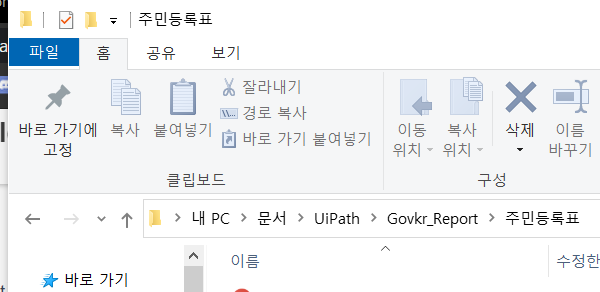 주민등록표
파일 홈 공유 보기
바로 가기에 고정
복사
붙여넣기
잘라내기
경로 복사
바로 가기 붙여넣기
클립보드
이동 위치
복사 위치
삭제
이름 바꾸기
구성
내 PC > 문서 > UiPath > Govkr_Report > 주민등록표
바로 가기
이름
수정한